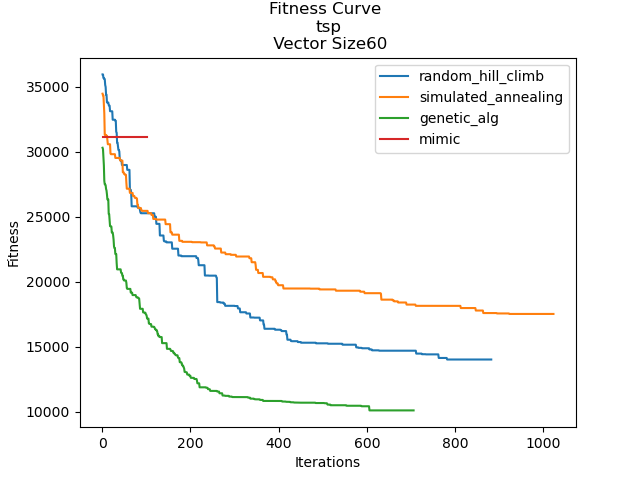 Fitness Curve
tsp
Vector Size60
Fitness
35000
30000
25000
20000
15000
10000
random_hill_climb
simulated_annealing
genetic_alg
mimic
0 200 400 600 800 1000
Iterations